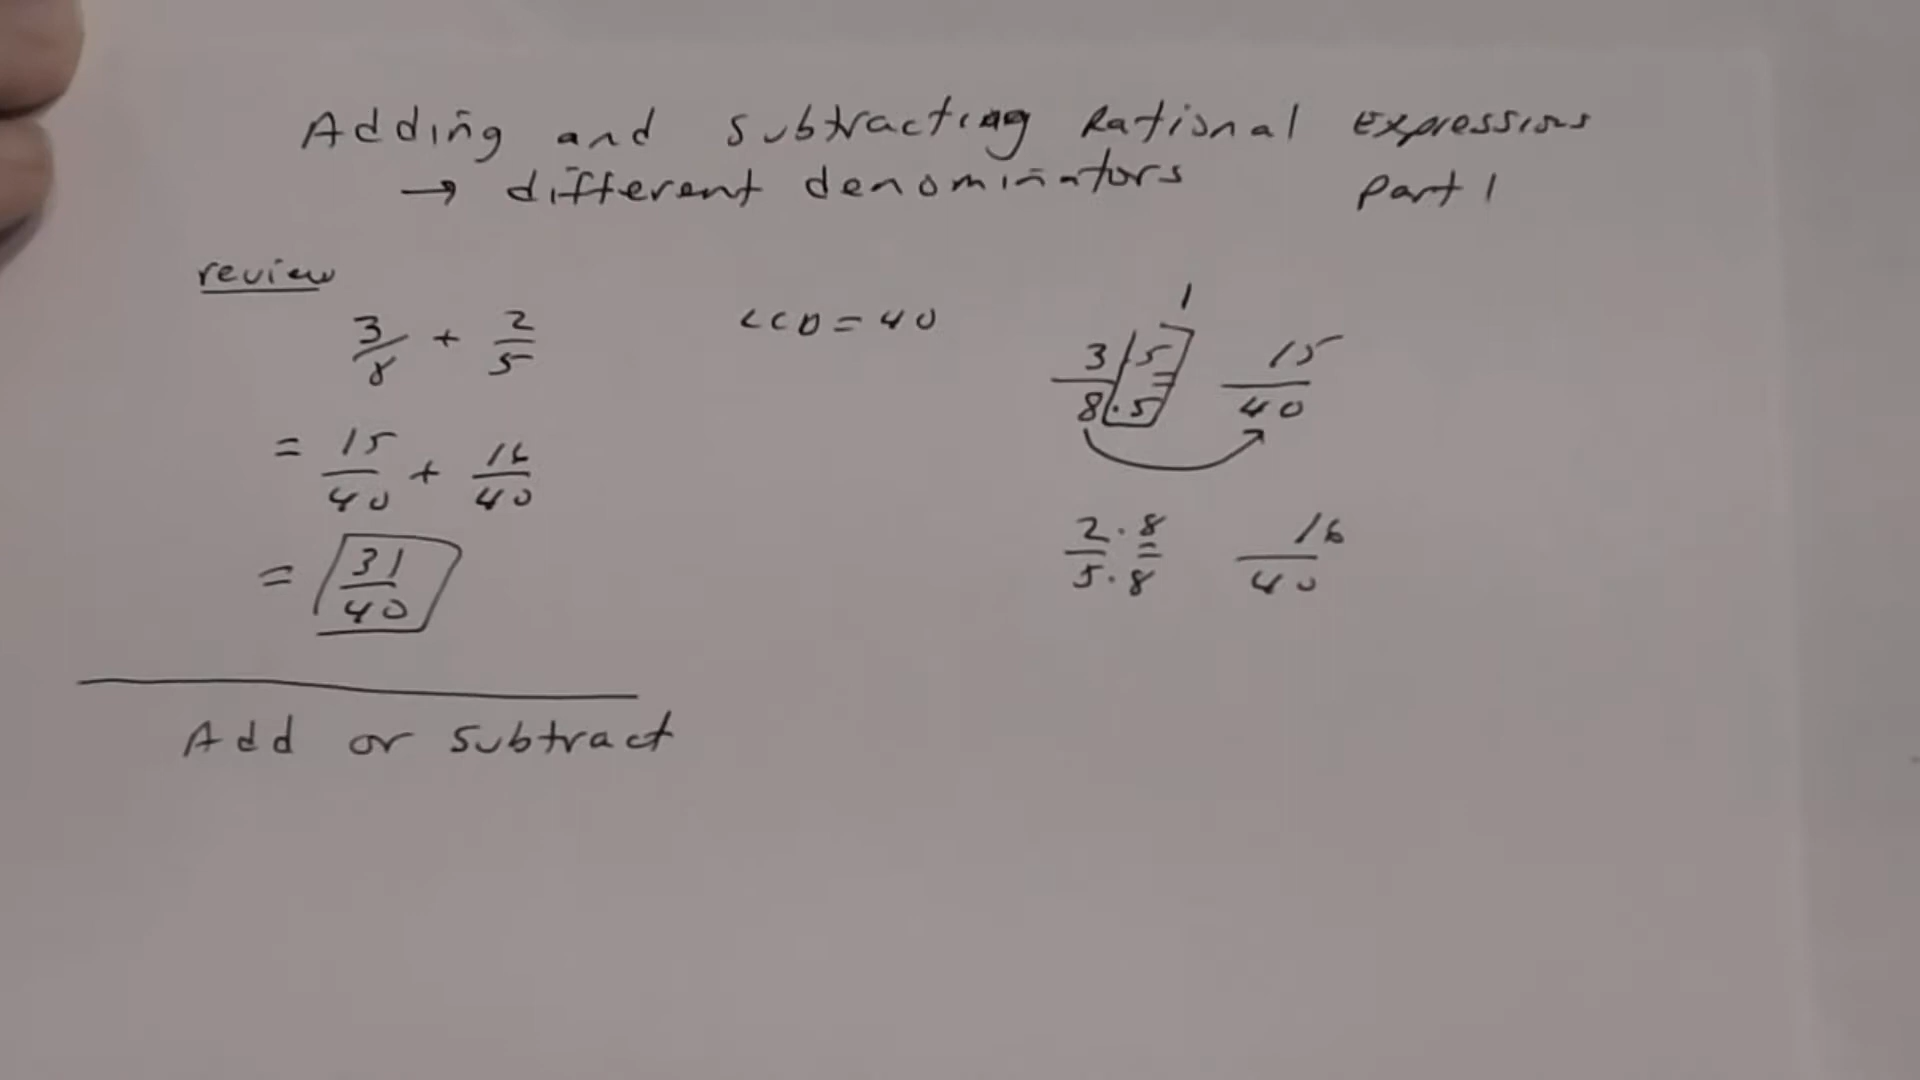 Adding and subtracting Rational Expressions
→ different denominators Part 1
review
3/8 + 2/5 LCD = 40
= 15/40 + 16/40
= 31/40
1
3·5/8·5 = 15/40
2·8/5·8 = 16/40
Add or subtract